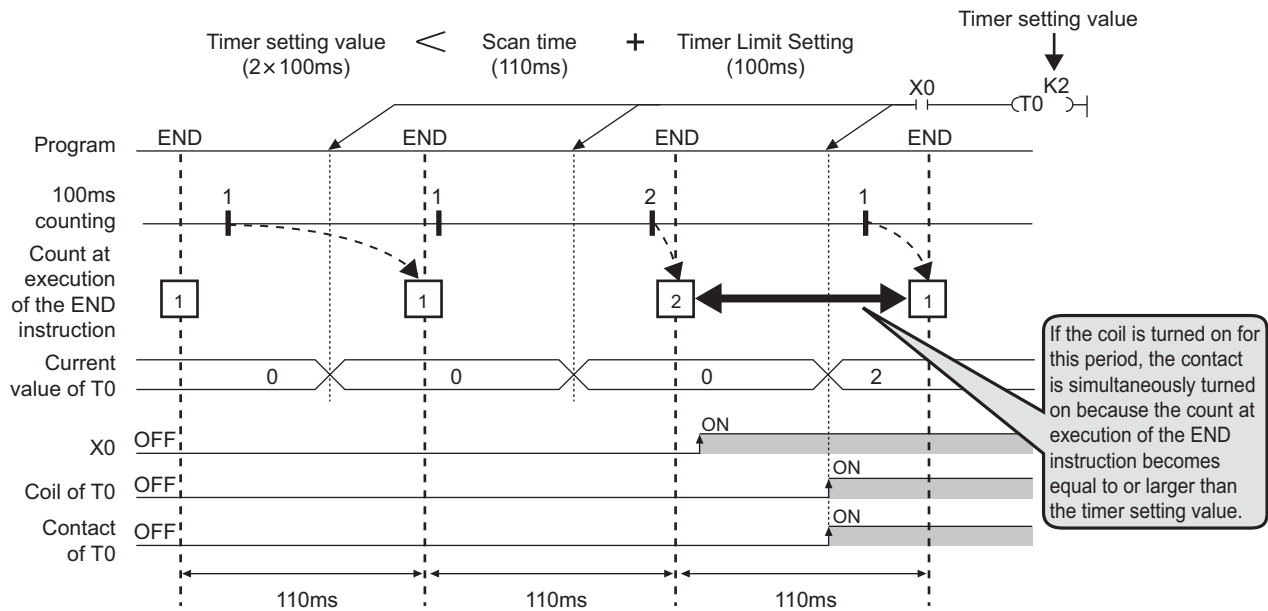 Timer setting value
Timer setting value < Scan time + Timer Limit Setting
(2×100ms) (110ms) (100ms)
X0 T0 K2
Program END END END END
100ms
counting
1 1 2 1
Count at
execution
of the END
instruction
1 1 2 1
If the coil is turned on for
this period, the contact
is simultaneously turned
on because the count at
execution of the END
instruction becomes
equal to or larger than
the timer setting value.
Current
value of T0
0 0 0 2
X0 OFF ON
Coil of T0 OFF ON
Contact
of T0
OFF ON
110ms 110ms 110ms